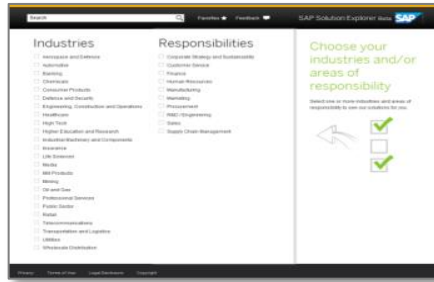 Search
Favorites
Feedback
SAP Solution Explorer Beta
SAP
Industries
Aerospace and Defense
Automotive
Banking
Chemicals
Consumer Products
Defense and Security
Engineering, Construction and Operations
Healthcare
High Tech
Higher Education and Research
Industrial Machinery and Components
Insurance
Life Sciences
Media
Mill Products
Mining
Oil and Gas
Professional Services
Public Sector
Retail
Telecommunications
Transportation and Logistics
Utilities
Wholesale Distribution
Responsibilities
Corporate Strategy and Sustainability
Customer Service
Finance
Human Resources
Manufacturing
Marketing
Procurement
R&D / Engineering
Sales
Supply Chain Management
Choose your
industries and/or
areas of
responsibility
Select one or more industries and areas of
responsibility to see our solutions for you.
Privacy
Terms of Use
Legal Disclosure
Copyright